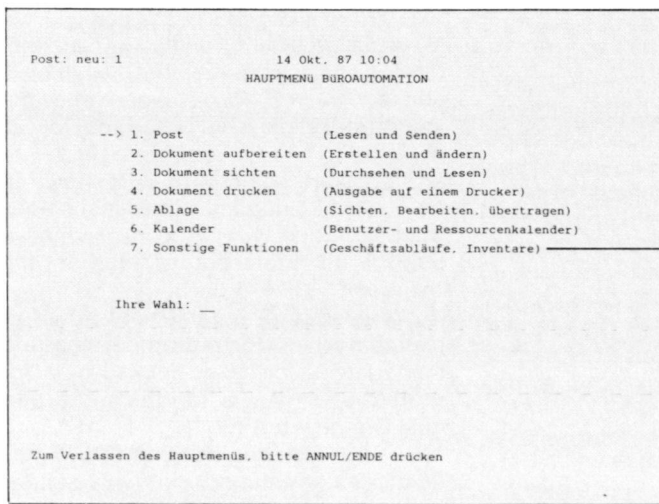 Post: neu: 1 14 Okt. 87 10:04
HAUPTMENü BüROAUTOMATION
--> 1. Post (Lesen und Senden)
2. Dokument aufbereiten (Erstellen und ändern)
3. Dokument sichten (Durchsehen und Lesen)
4. Dokument drucken (Ausgabe auf einem Drucker)
5. Ablage (Sichten, Bearbeiten, übertragen)
6. Kalender (Benutzer- und Ressourcenkalender)
7. Sonstige Funktionen (Geschäftsabläufe, Inventare)
Ihre Wahl: __
Zum Verlassen des Hauptmenüs, bitte ANNUL/ENDE drücken